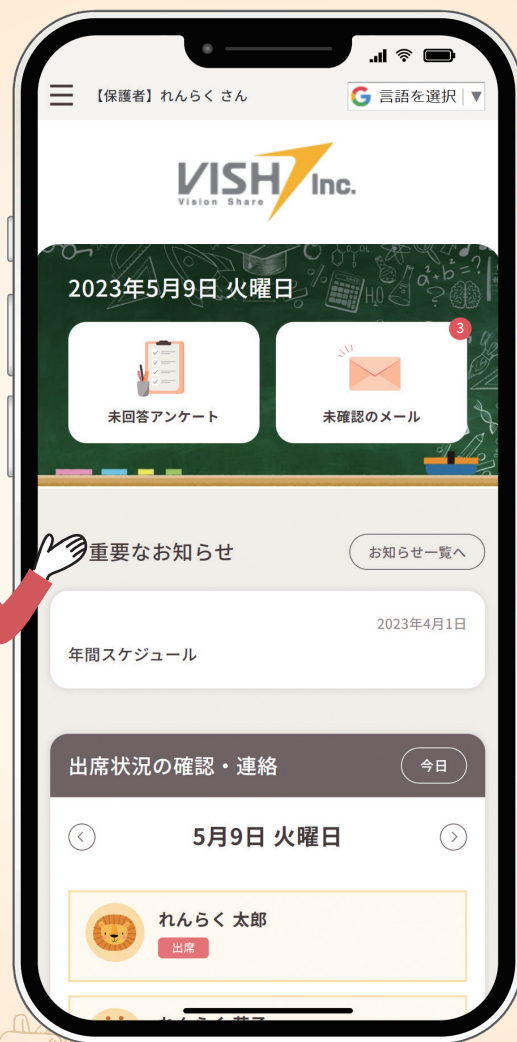 【保護者】れんらく さん
G 言語を選択 ▼
VISH Inc.
Vision Share
2023年5月9日 火曜日
3
未回答アンケート
未確認のメール
重要なお知らせ
お知らせ一覧へ
2023年4月1日
年間スケジュール
出席状況の確認・連絡
今日
5月9日 火曜日
れんらく 太郎
出席